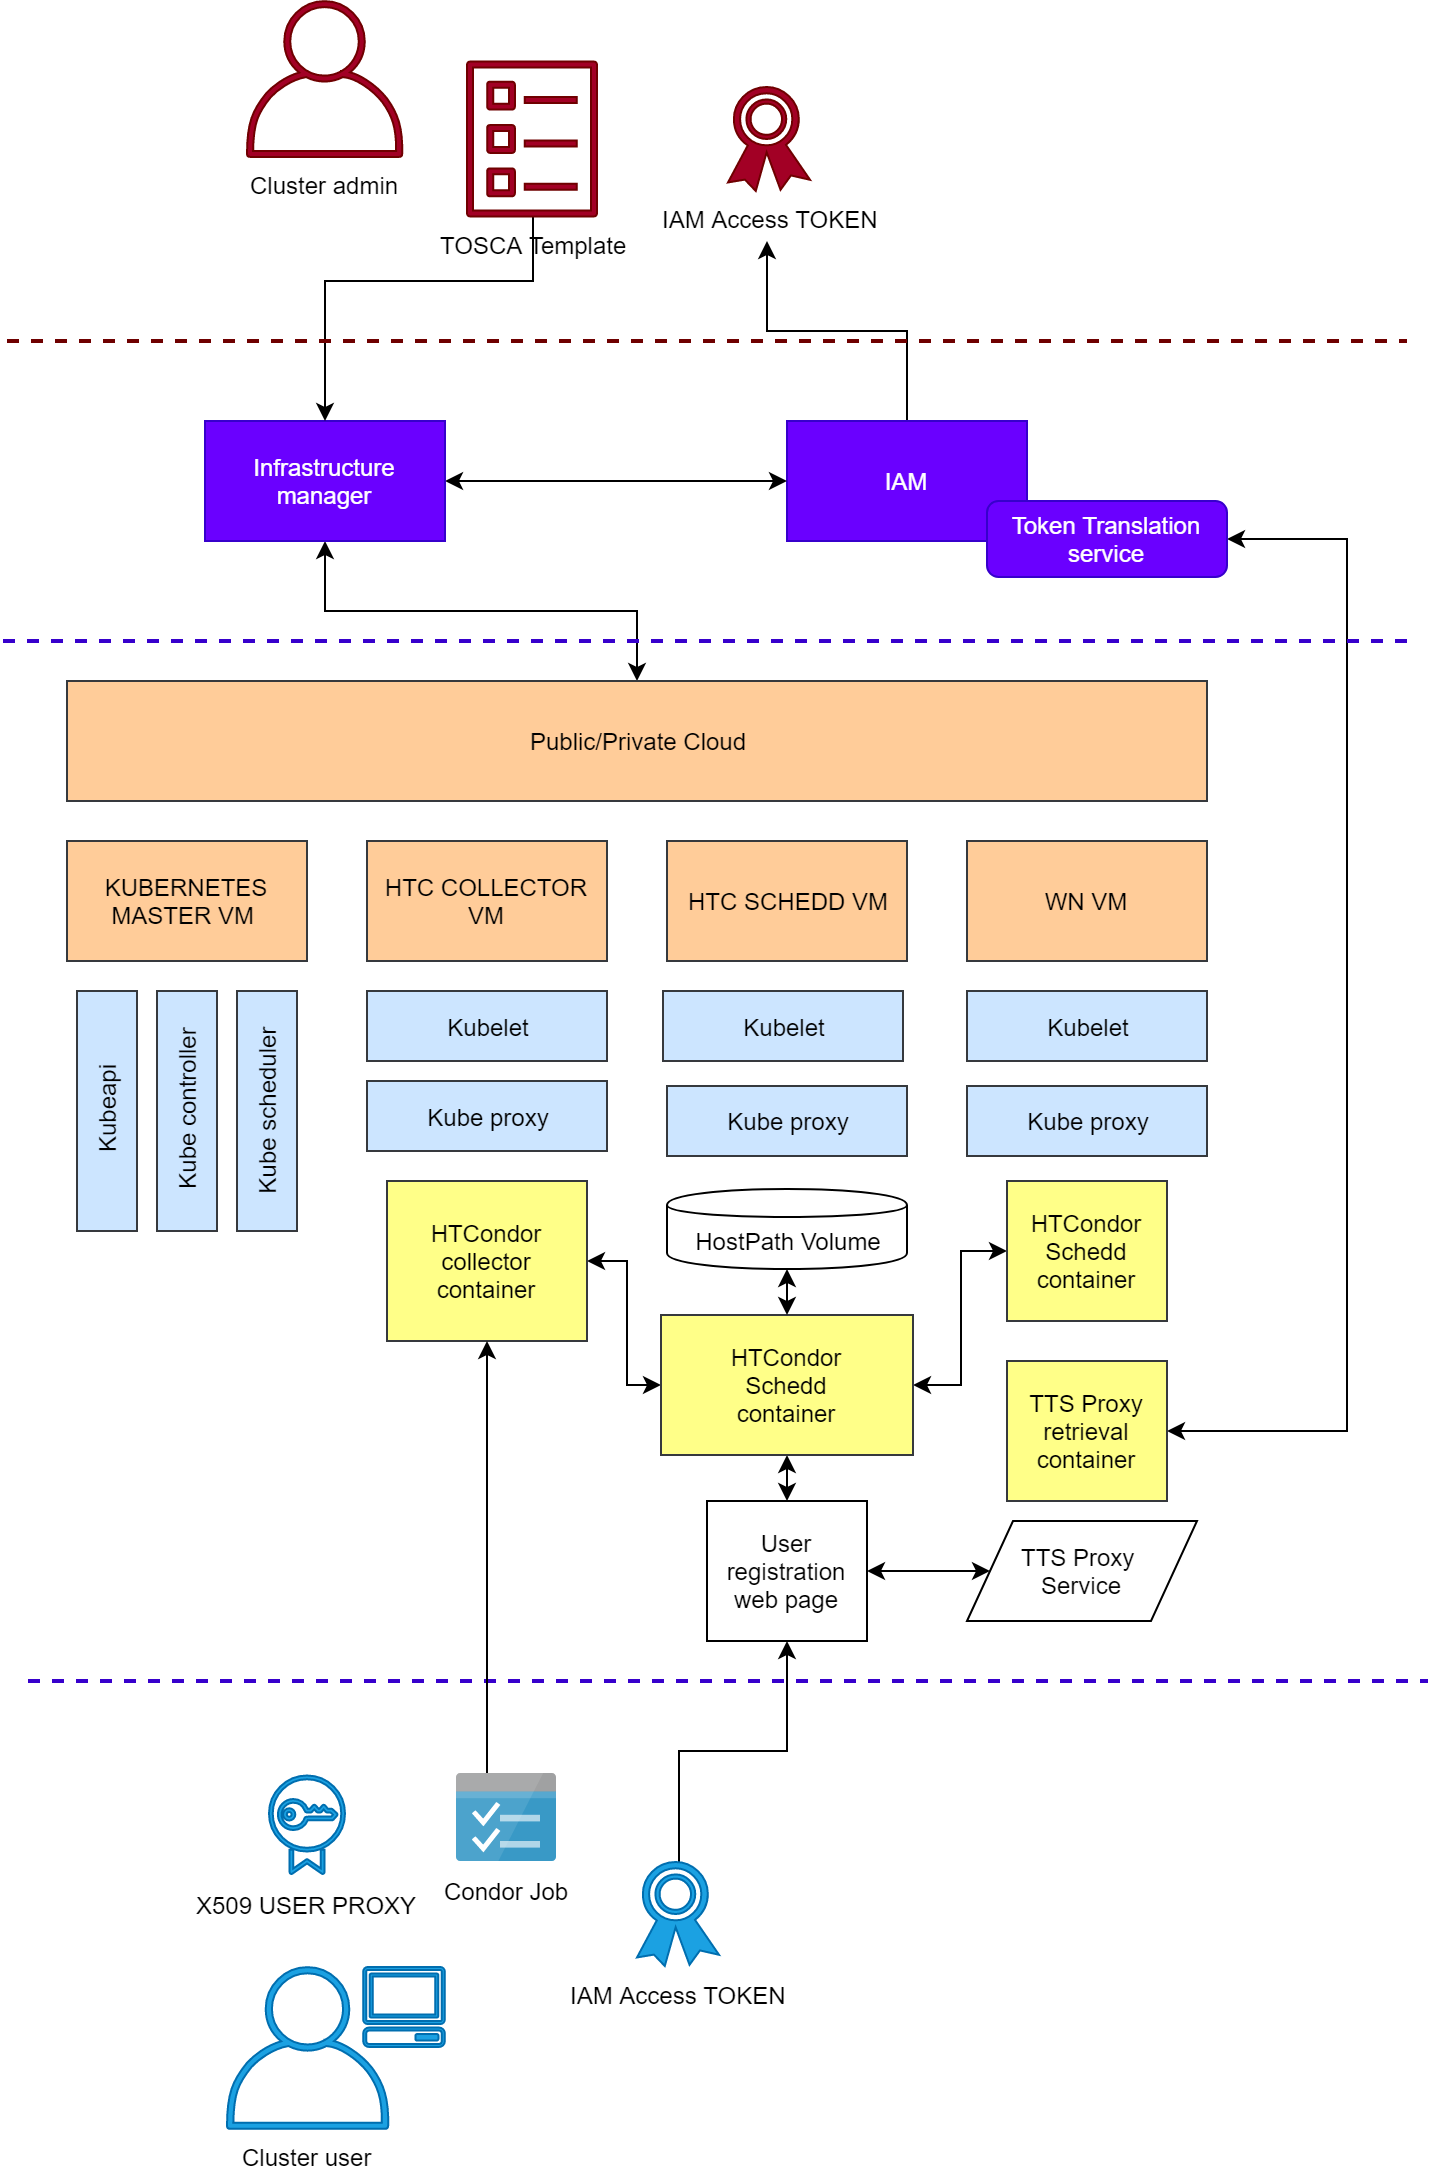 Cluster admin
TOSCA Template
IAM Access TOKEN
Infrastructure
manager
IAM
Token Translation
service
Public/Private Cloud
KUBERNETES
MASTER VM
HTC COLLECTOR
VM
HTC SCHEDD VM
WN VM
Kubeapi
Kube controller
Kube scheduler
Kubelet
Kubelet
Kubelet
Kube proxy
Kube proxy
Kube proxy
HTCondor
collector
container
HostPath Volume
HTCondor
Schedd
container
HTCondor
Schedd
container
TTS Proxy
retrieval
container
User
registration
web page
TTS Proxy
Service
X509 USER PROXY
Condor Job
IAM Access TOKEN
Cluster user